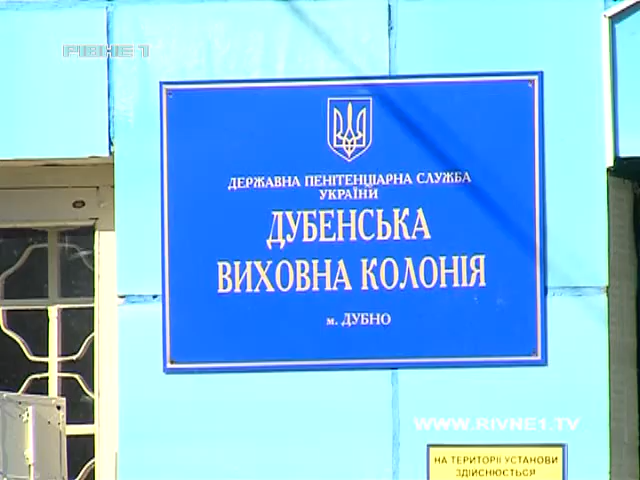 РІВНЕ 1
ДЕРЖАВНА ПЕНІТЕНЦІАРНА СЛУЖБА
УКРАЇНИ
ДУБЕНСЬКА
ВИХОВНА КОЛОНІЯ
м. ДУБНО
WWW.RIVNE1.TV
НА ТЕРИТОРІЇ УСТАНОВИ
ЗДІЙСНЮЄТЬСЯ